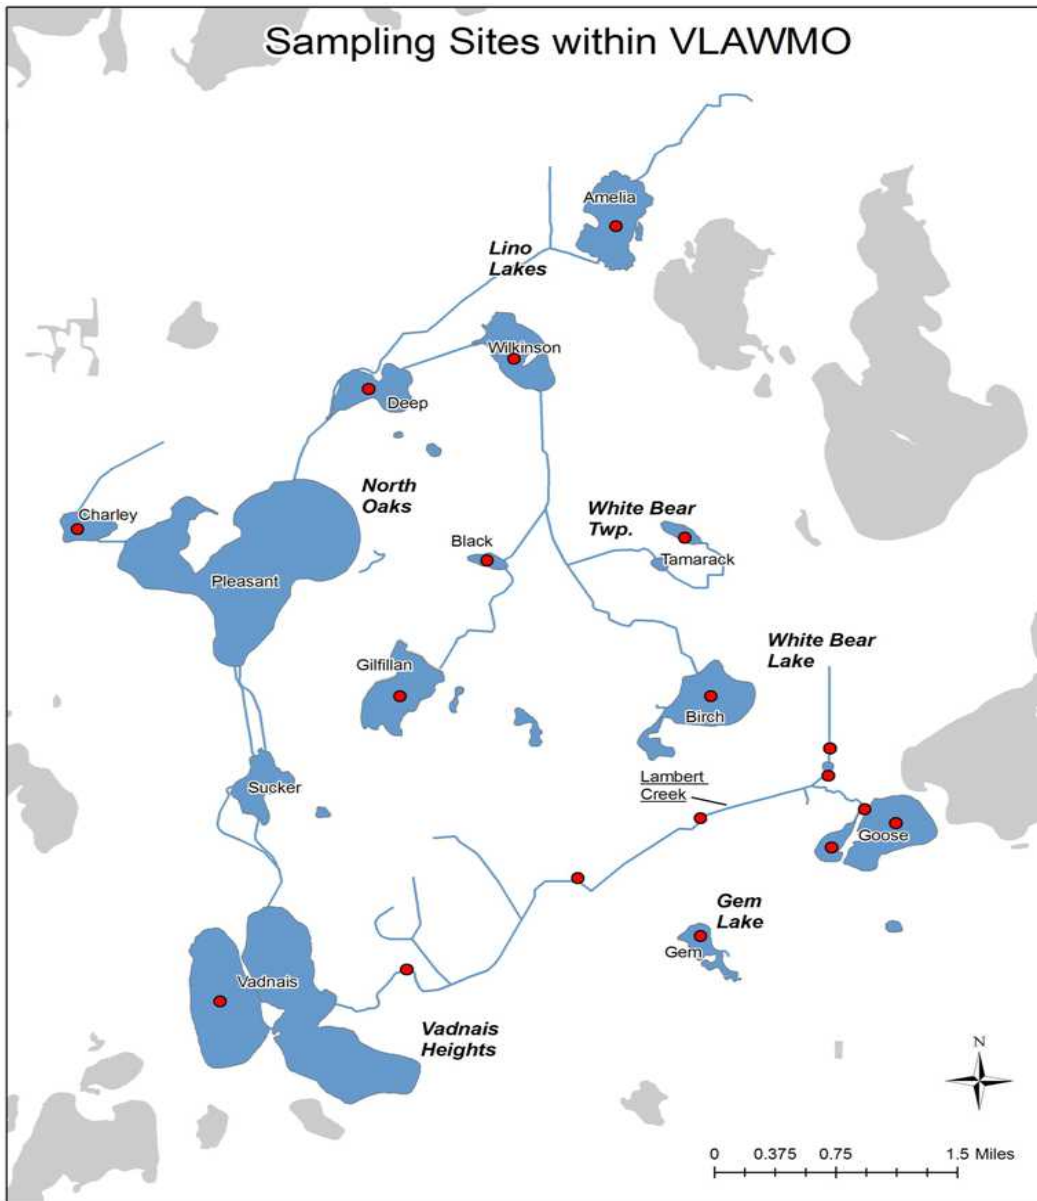 Sampling Sites within VLAWMO
Amelia
Lino
Lakes
Wilkinson
Deep
North
Oaks
Charley
White Bear
Twp.
Black
Tamarack
Pleasant
White Bear
Lake
Gilfillan
Birch
Lambert
Creek
Sucker
Goose
Gem
Lake
Gem
Vadnais
Vadnais
Heights
N
0 0.375 0.75 1.5 Miles